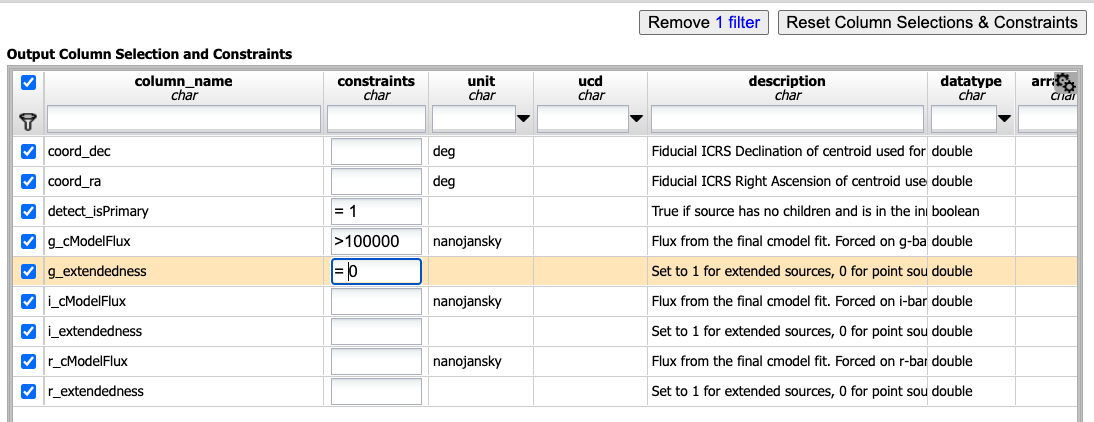 Remove 1 filter Reset Column Selections & Constraints
Output Column Selection and Constraints
column_name constraints unit ucd description datatype arr
char char char char char char char
coord_dec deg Fiducial ICRS Declination of centroid used for double
coord_ra deg Fiducial ICRS Right Ascension of centroid use double
detect_isPrimary = 1 True if source has no children and is in the in boolean
g_cModelFlux >100000 nanojansky Flux from the final cmodel fit. Forced on g-ba double
g_extendedness = 0 Set to 1 for extended sources, 0 for point sou double
i_cModelFlux nanojansky Flux from the final cmodel fit. Forced on i-bar double
i_extendedness Set to 1 for extended sources, 0 for point sou double
r_cModelFlux nanojansky Flux from the final cmodel fit. Forced on r-bar double
r_extendedness Set to 1 for extended sources, 0 for point sou double